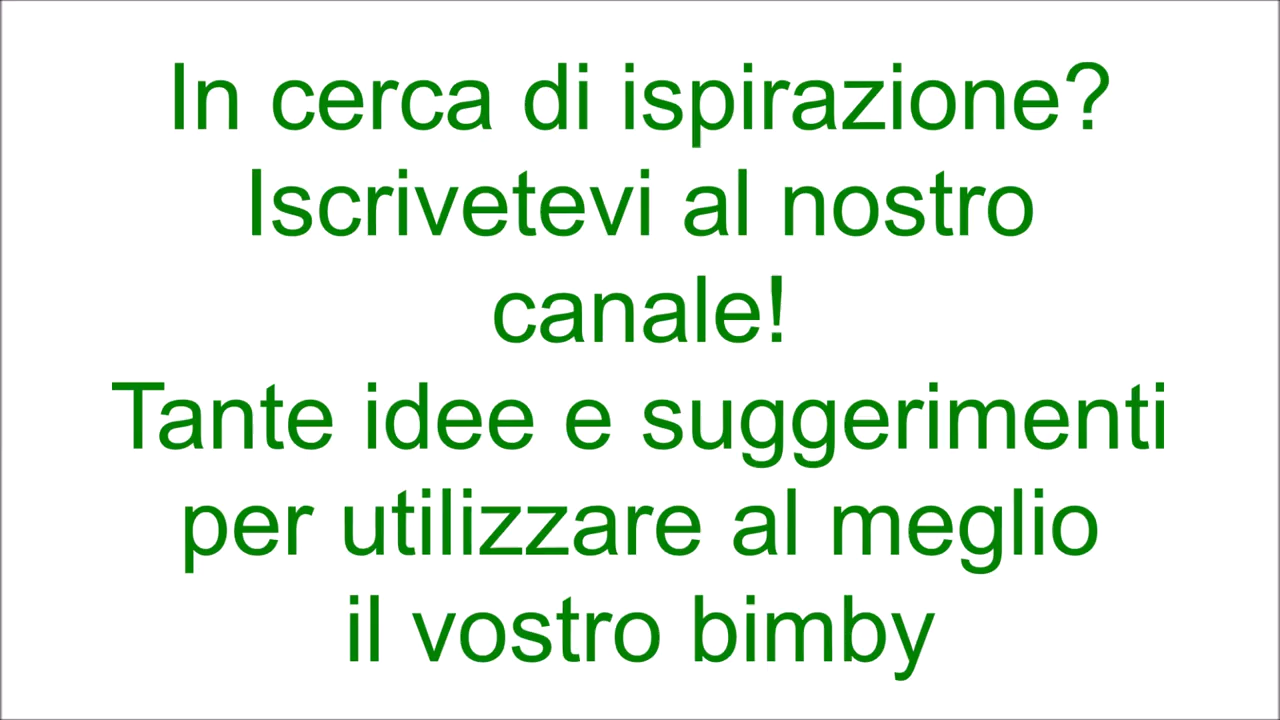 In cerca di ispirazione?
Iscrivetevi al nostro
canale!
Tante idee e suggerimenti
per utilizzare al meglio
il vostro bimby